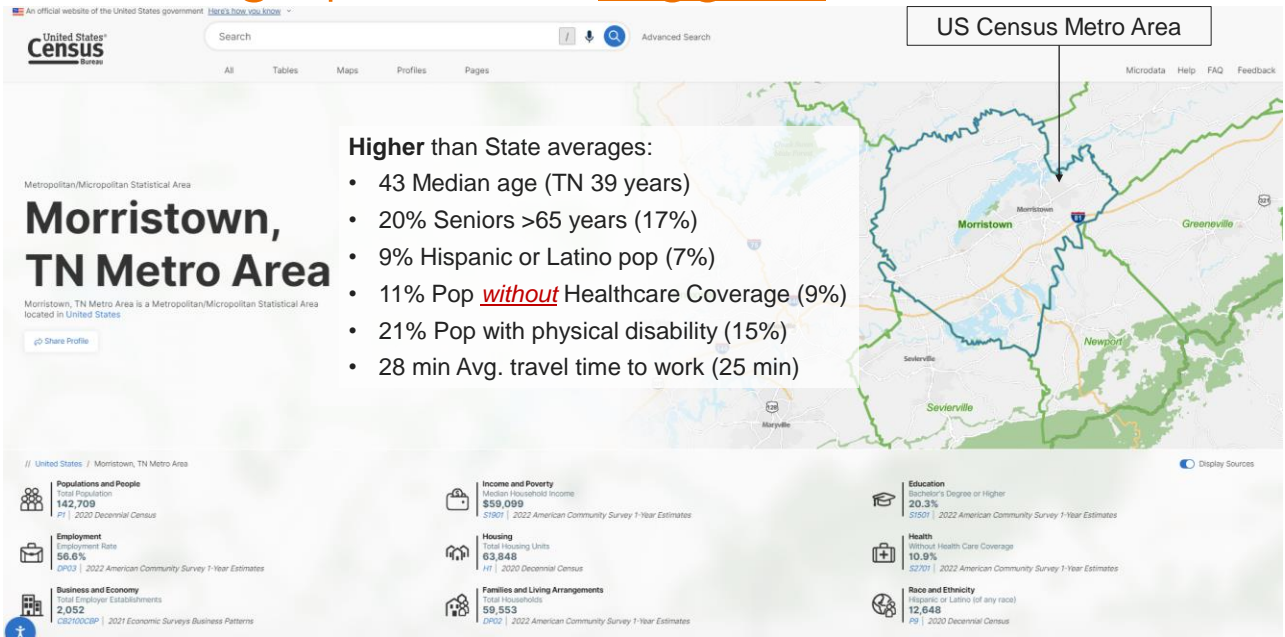 An official website of the United States government Here's how you know
United States®
Census
Bureau
Search
/
Advanced Search
US Census Metro Area
All Tables Maps Profiles Pages
Microdata Help FAQ Feedback
Higher than State averages:
• 43 Median age (TN 39 years)
• 20% Seniors >65 years (17%)
• 9% Hispanic or Latino pop (7%)
• 11% Pop without Healthcare Coverage (9%)
• 21% Pop with physical disability (15%)
• 28 min Avg. travel time to work (25 min)
Metropolitan/Micropolitan Statistical Area
Morristown,
TN Metro Area
Morristown, TN Metro Area is a Metropolitan/Micropolitan Statistical Area
located in United States
Share Profile
Morristown
Morristown
81
321
Greeneville
Newport
Sevierville
Sevierville
129
Maryville
// United States / Morristown, TN Metro Area
Display Sources
Populations and People
Total Population
142,709
P1 | 2020 Decennial Census
Income and Poverty
Median Household Income
$59,099
S1901 | 2022 American Community Survey 1-Year Estimates
Education
Bachelor's Degree or Higher
20.3%
S1501 | 2022 American Community Survey 1-Year Estimates
Employment
Employment Rate
56.6%
DP03 | 2022 American Community Survey 1-Year Estimates
Housing
Total Housing Units
63,848
H1 | 2020 Decennial Census
Health
Without Health Care Coverage
10.9%
S2701 | 2022 American Community Survey 1-Year Estimates
Business and Economy
Total Employer Establishments
2,052
CB2100CBP | 2021 Economic Surveys Business Patterns
Families and Living Arrangements
Total Households
59,553
DP02 | 2022 American Community Survey 1-Year Estimates
Race and Ethnicity
Hispanic or Latino (of any race)
12,648
P9 | 2020 Decennial Census